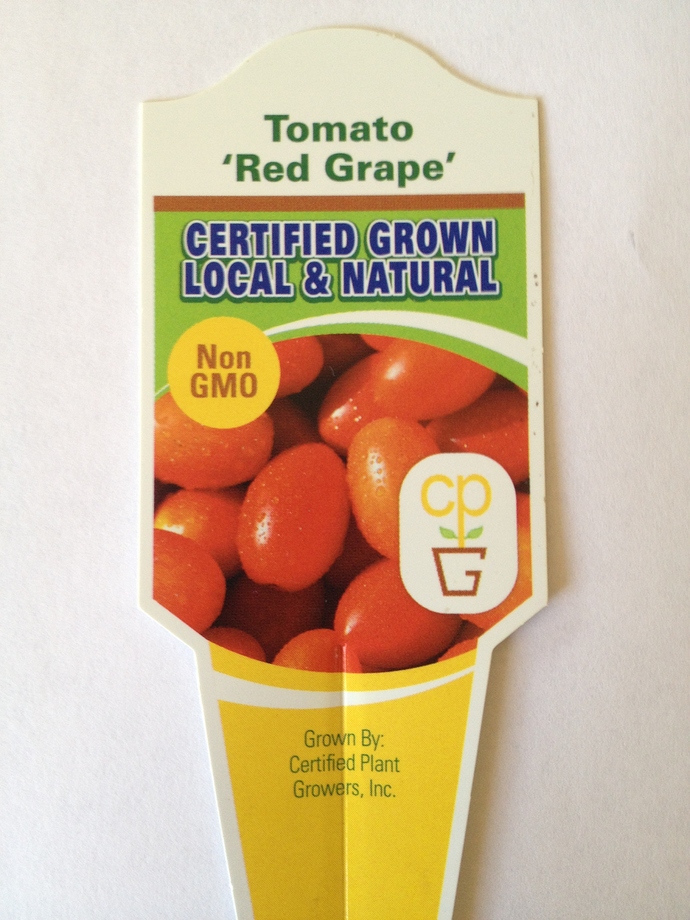 Tomato
‘Red Grape’
CERTIFIED GROWN
LOCAL & NATURAL
Non
GMO
cp
G
Grown By:
Certified Plant
Growers, Inc.